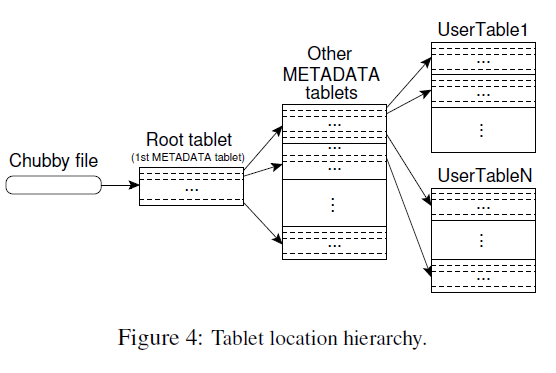 UserTable1
Other
METADATA
tablets
...
...
⋮
Root tablet
(1st METADATA tablet)
...
Chubby file
...
...
...
⋮
...
UserTableN
...
⋮
...
Figure 4: Tablet location hierarchy.